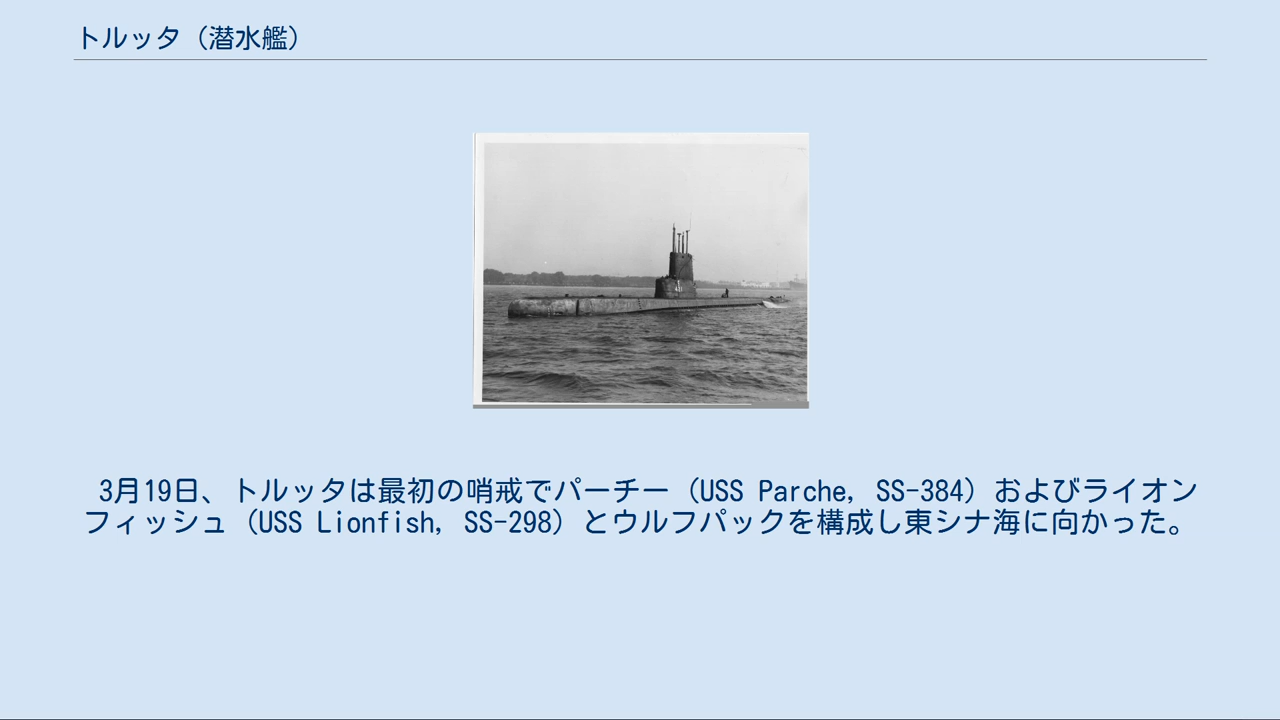 トルッタ（潜水艦）
3月19日、トルッタは最初の哨戒でパーチー（USS Parche, SS-384）およびライオン
フィッシュ（USS Lionfish, SS-298）とウルフパックを構成し東シナ海に向かった。